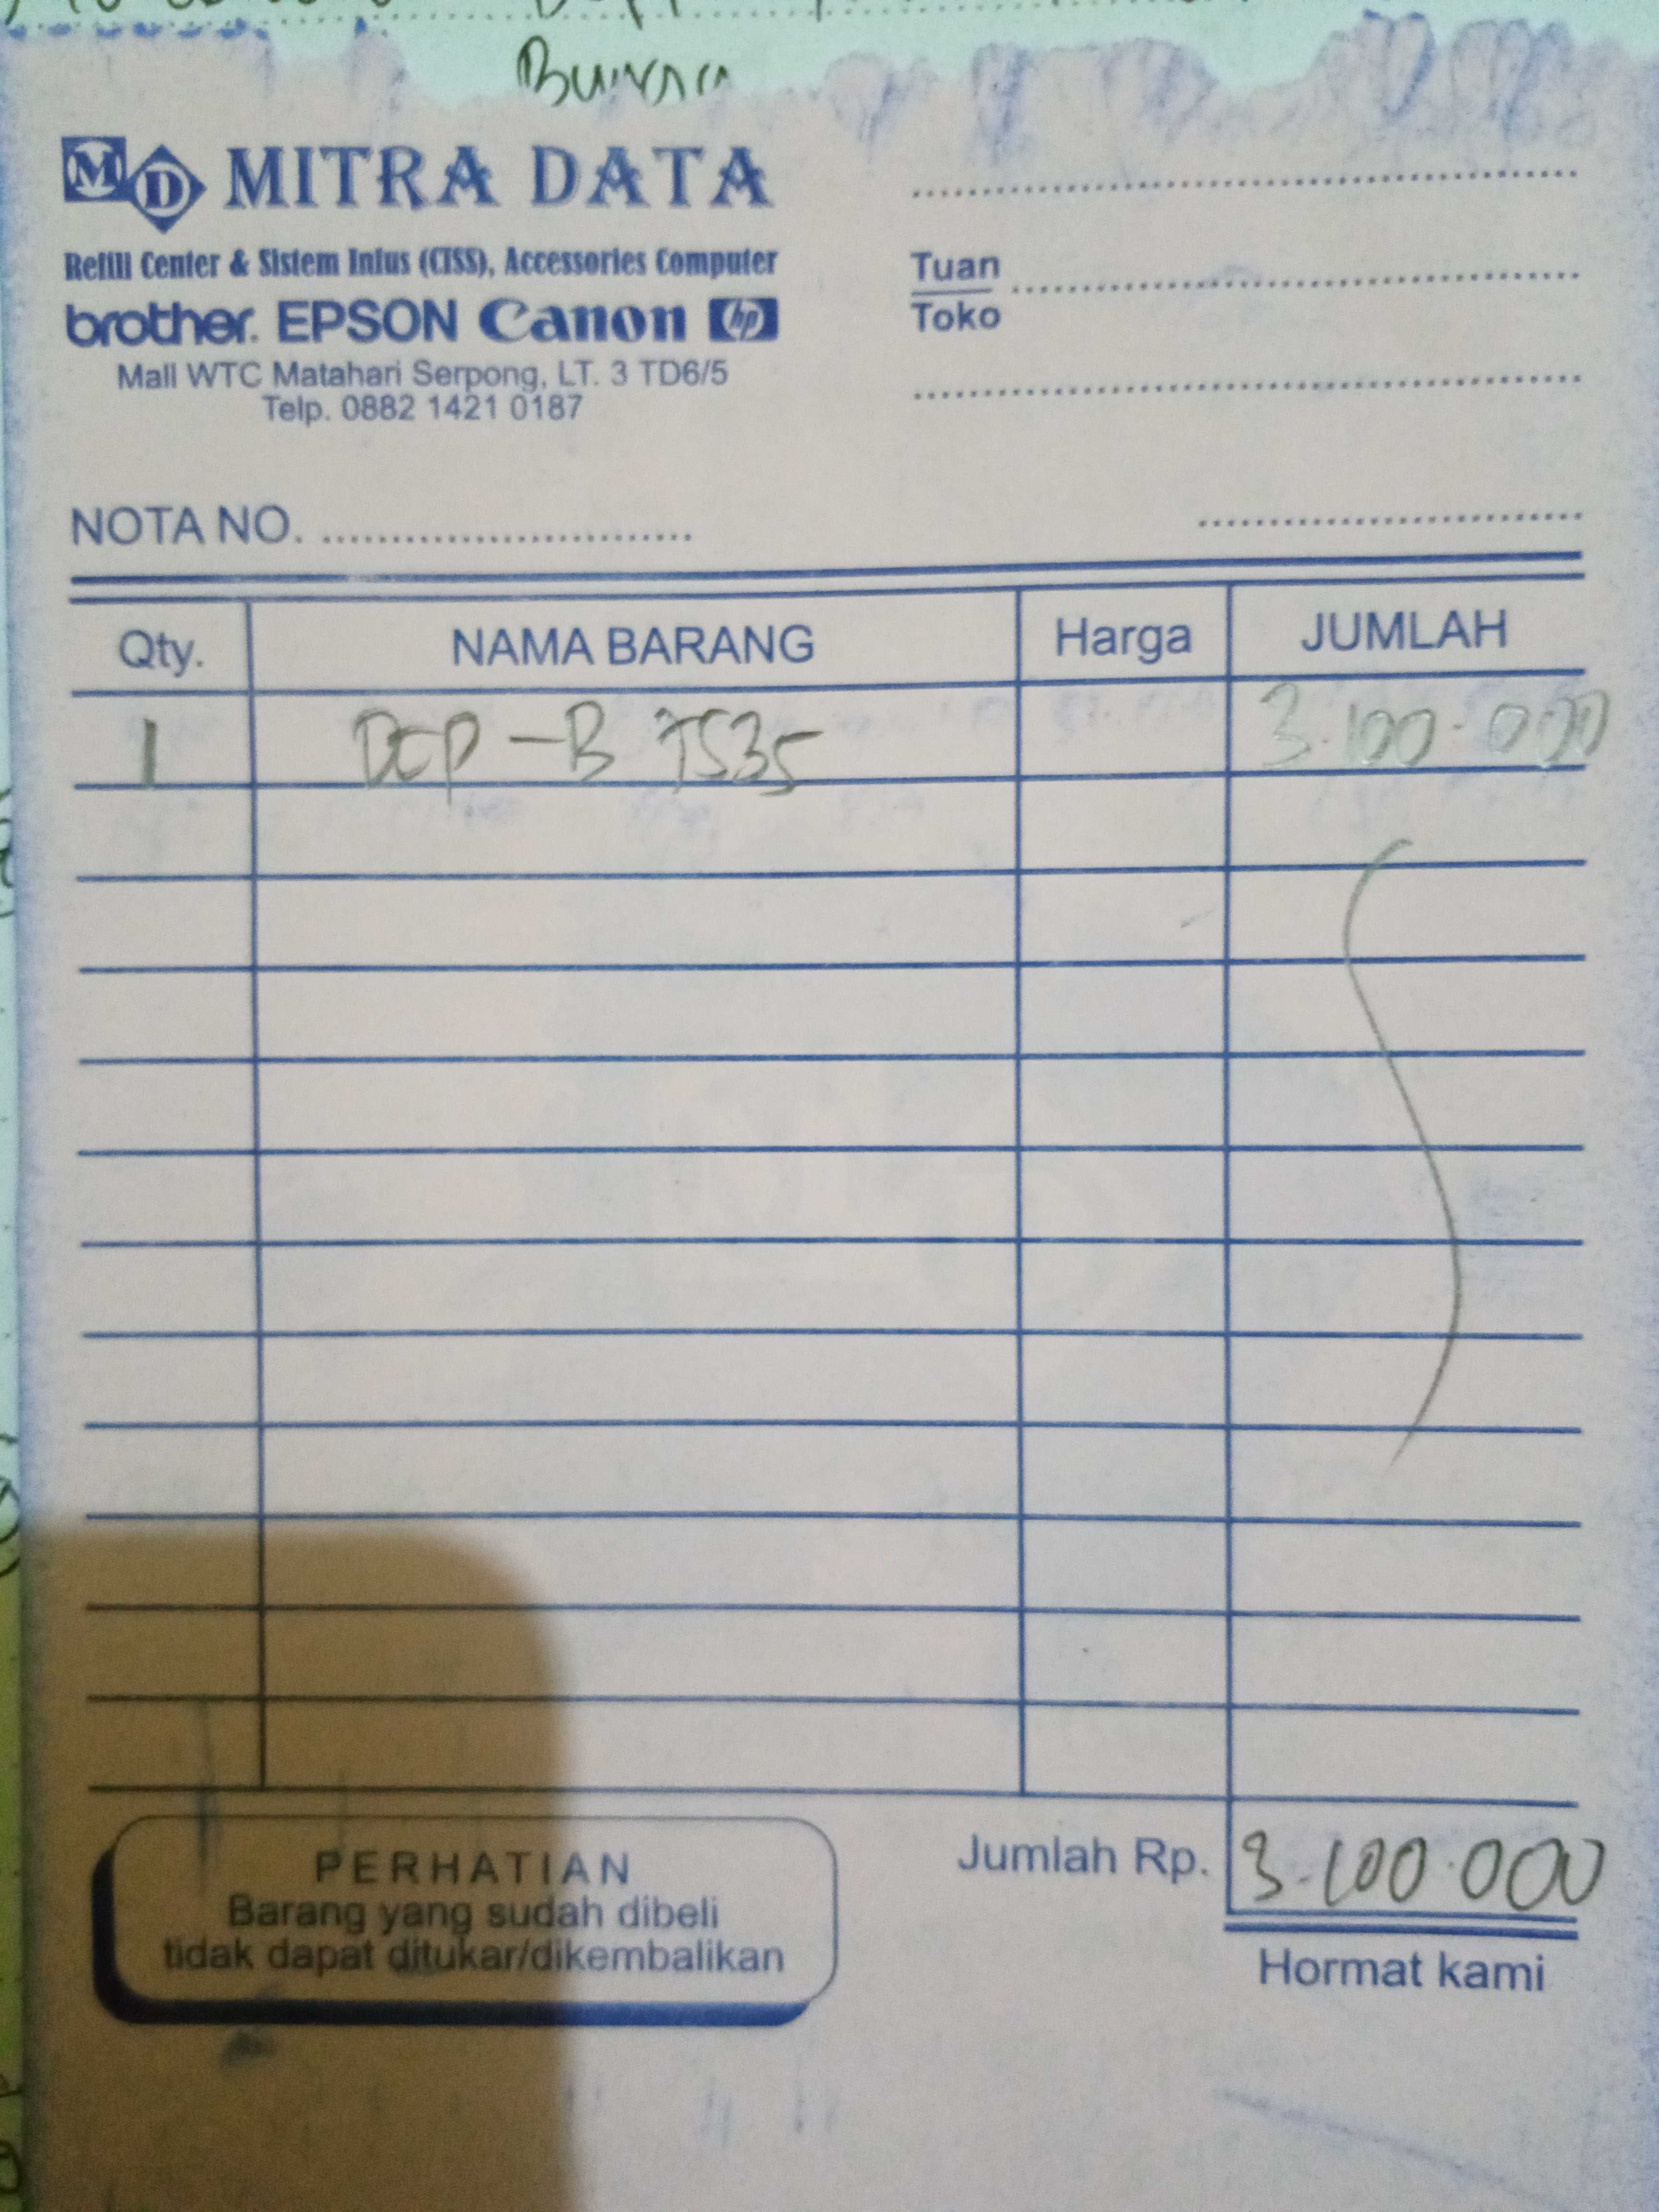 MD MITRA DATA
Refill Center & Sistem Infus (CISS), Accessories Computer
brother. EPSON Canon hp
Mall WTC Matahari Serpong, LT. 3 TD6/5
Telp. 0882 1421 0187
Tuan
Toko
NOTA NO.
Qty. NAMA BARANG Harga JUMLAH
1 DCP-B 7535 3.100.000
Jumlah Rp. 3.100.000
PERHATIAN
Barang yang sudah dibeli
tidak dapat ditukar/dikembalikan
Hormat kami